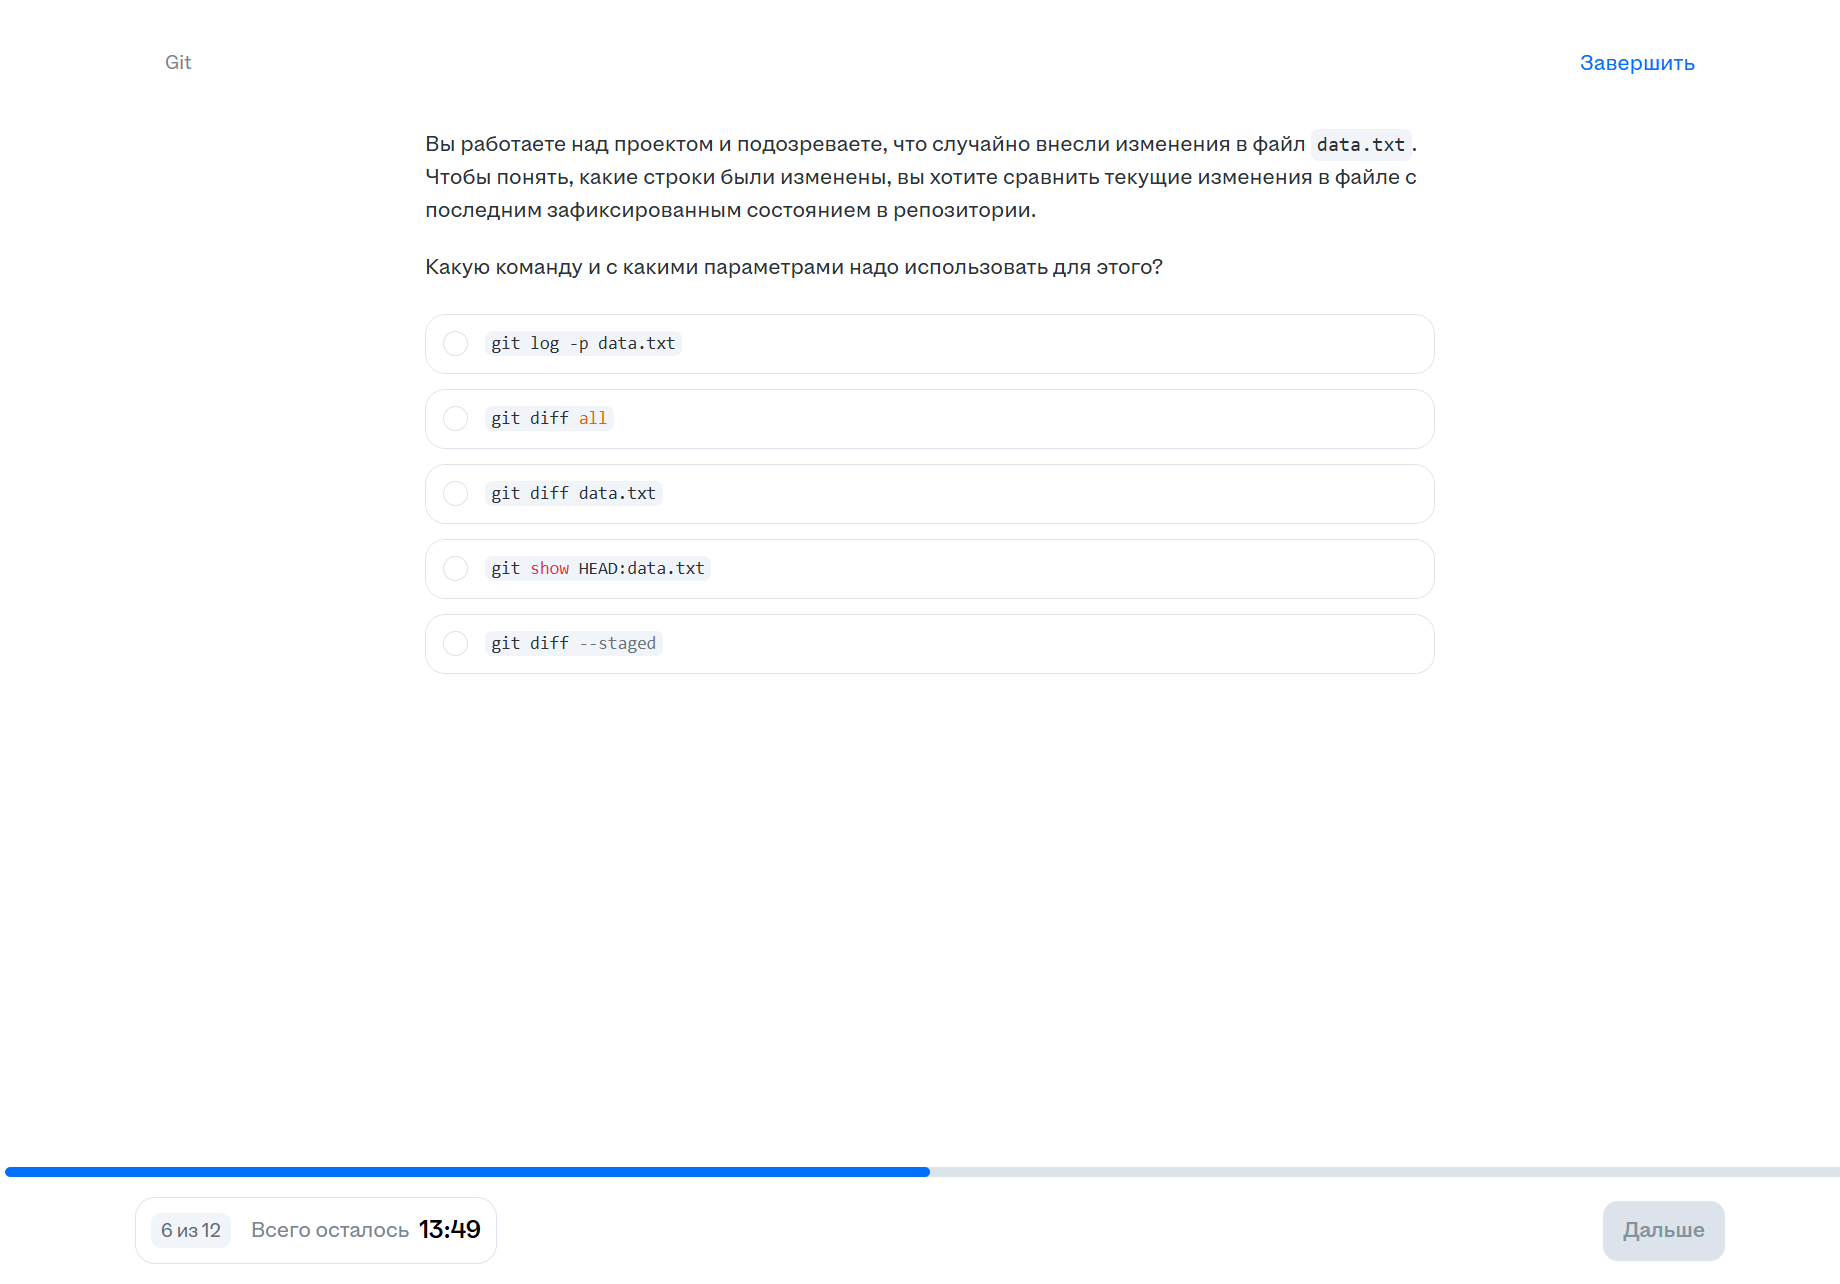 Git
Завершить
Вы работаете над проектом и подозреваете, что случайно внесли изменения в файл data.txt.
Чтобы понять, какие строки были изменены, вы хотите сравнить текущие изменения в файле с
последним зафиксированным состоянием в репозитории.
Какую команду и с какими параметрами надо использовать для этого?
git log -p data.txt
git diff all
git diff data.txt
git show HEAD:data.txt
git diff --staged
6 из 12 Всего осталось 13:49
Дальше